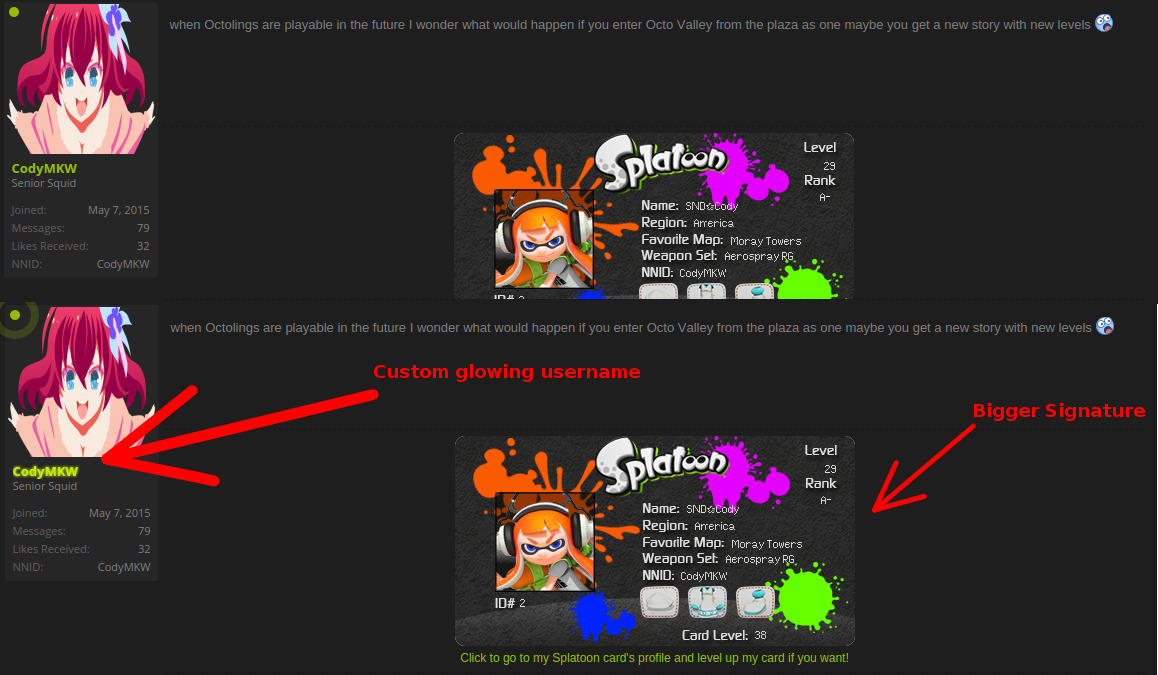 when Octolings are playable in the future I wonder what would happen if you enter Octo Valley from the plaza as one maybe you get a new story with new levels
CodyMKW
Senior Squid
Joined: May 7, 2015
Messages: 79
Likes Received: 32
NNID: CodyMKW
Splatoon
Level
29
Rank
A-
Name: SND☆Cody
Region: America
Favorite Map: Moray Towers
Weapon Set: Aerospray RG
NNID: CodyMKW
ID# 2
when Octolings are playable in the future I wonder what would happen if you enter Octo Valley from the plaza as one maybe you get a new story with new levels
Custom glowing username
Bigger Signature
CodyMKW
Senior Squid
Joined: May 7, 2015
Messages: 79
Likes Received: 32
NNID: CodyMKW
Splatoon
Level
29
Rank
A-
Name: SND☆Cody
Region: America
Favorite Map: Moray Towers
Weapon Set: Aerospray RG
NNID: CodyMKW
ID# 2
Card Level: 38
Click to go to my Splatoon card's profile and level up my card if you want!